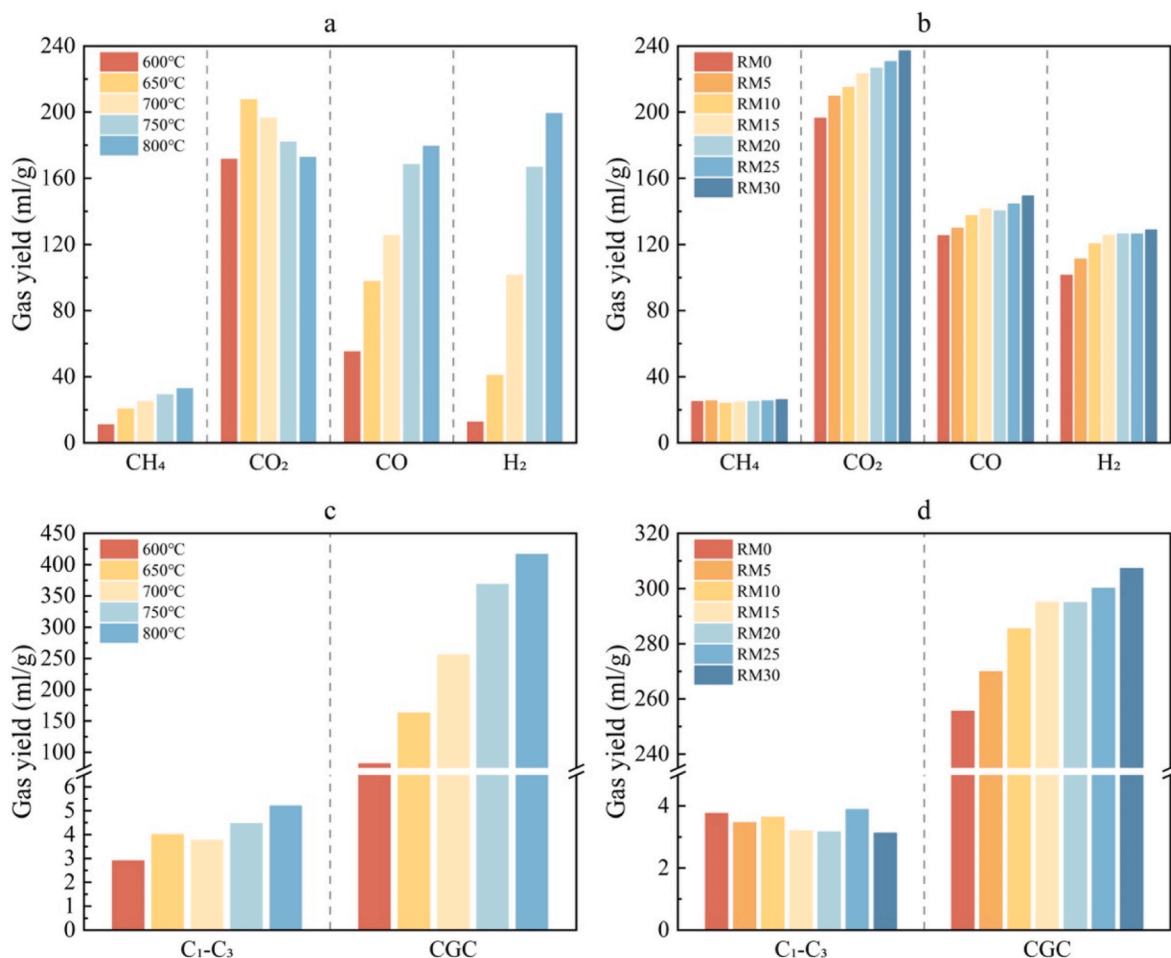 a
Gas yield (ml/g)
240
200
160
120
80
40
0
600℃
650℃
700℃
750℃
800℃
CH₄
CO₂
CO
H₂
b
Gas yield (ml/g)
240
200
160
120
80
40
0
RM0
RM5
RM10
RM15
RM20
RM25
RM30
CH₄
CO₂
CO
H₂
c
Gas yield (ml/g)
450
400
350
300
250
200
150
100
6
5
4
3
2
1
0
600℃
650℃
700℃
750℃
800℃
C₁-C₃
CGC
d
Gas yield (ml/g)
320
300
280
260
240
4
2
0
RM0
RM5
RM10
RM15
RM20
RM25
RM30
C₁-C₃
CGC